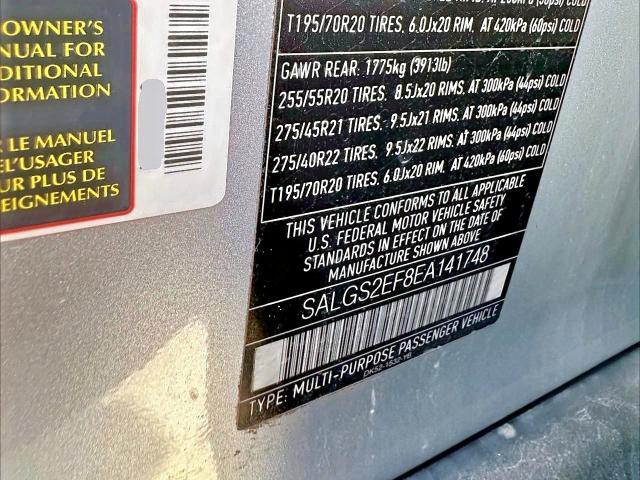 OWNER'S
NUAL FOR
DITIONAL
ORMATION
LE MANUEL
EL'USAGER
UR PLUS DE
EIGNEMENTS
T195/70R20 TIRES. 6.0Jx20 RIM. AT 420kPa (60psi) COLD
GAWR REAR: 1775kg (3913lb)
255/55R20 TIRES. 8.5Jx20 RIMS. AT 300kPa (44psi) COLD
275/45R21 TIRES. 9.5Jx21 RIMS. AT 300kPa (44psi) COLD
275/40R22 TIRES. 9.5Jx22 RIMS. AT 300kPa (44psi) COLD
T195/70R20 TIRES. 6.0Jx20 RIM. AT 420kPa (60psi) COLD
THIS VEHICLE CONFORMS TO ALL APPLICABLE
U.S. FEDERAL MOTOR VEHICLE SAFETY
STANDARDS IN EFFECT ON THE DATE OF
MANUFACTURE SHOWN ABOVE
SALGS2EF8EA141748
TYPE: MULTI-PURPOSE PASSENGER VEHICLE
DK52-1532-YB